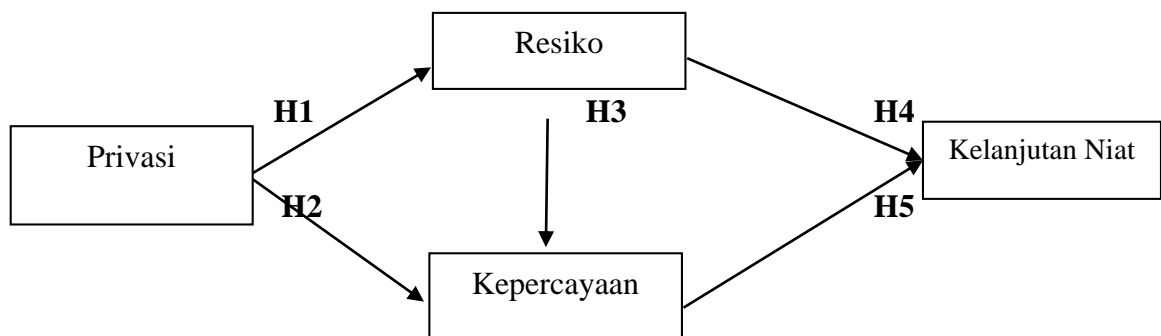 Resiko
H1
H3
H4
Privasi
Kelanjutan Niat
H2
H5
Kepercayaan